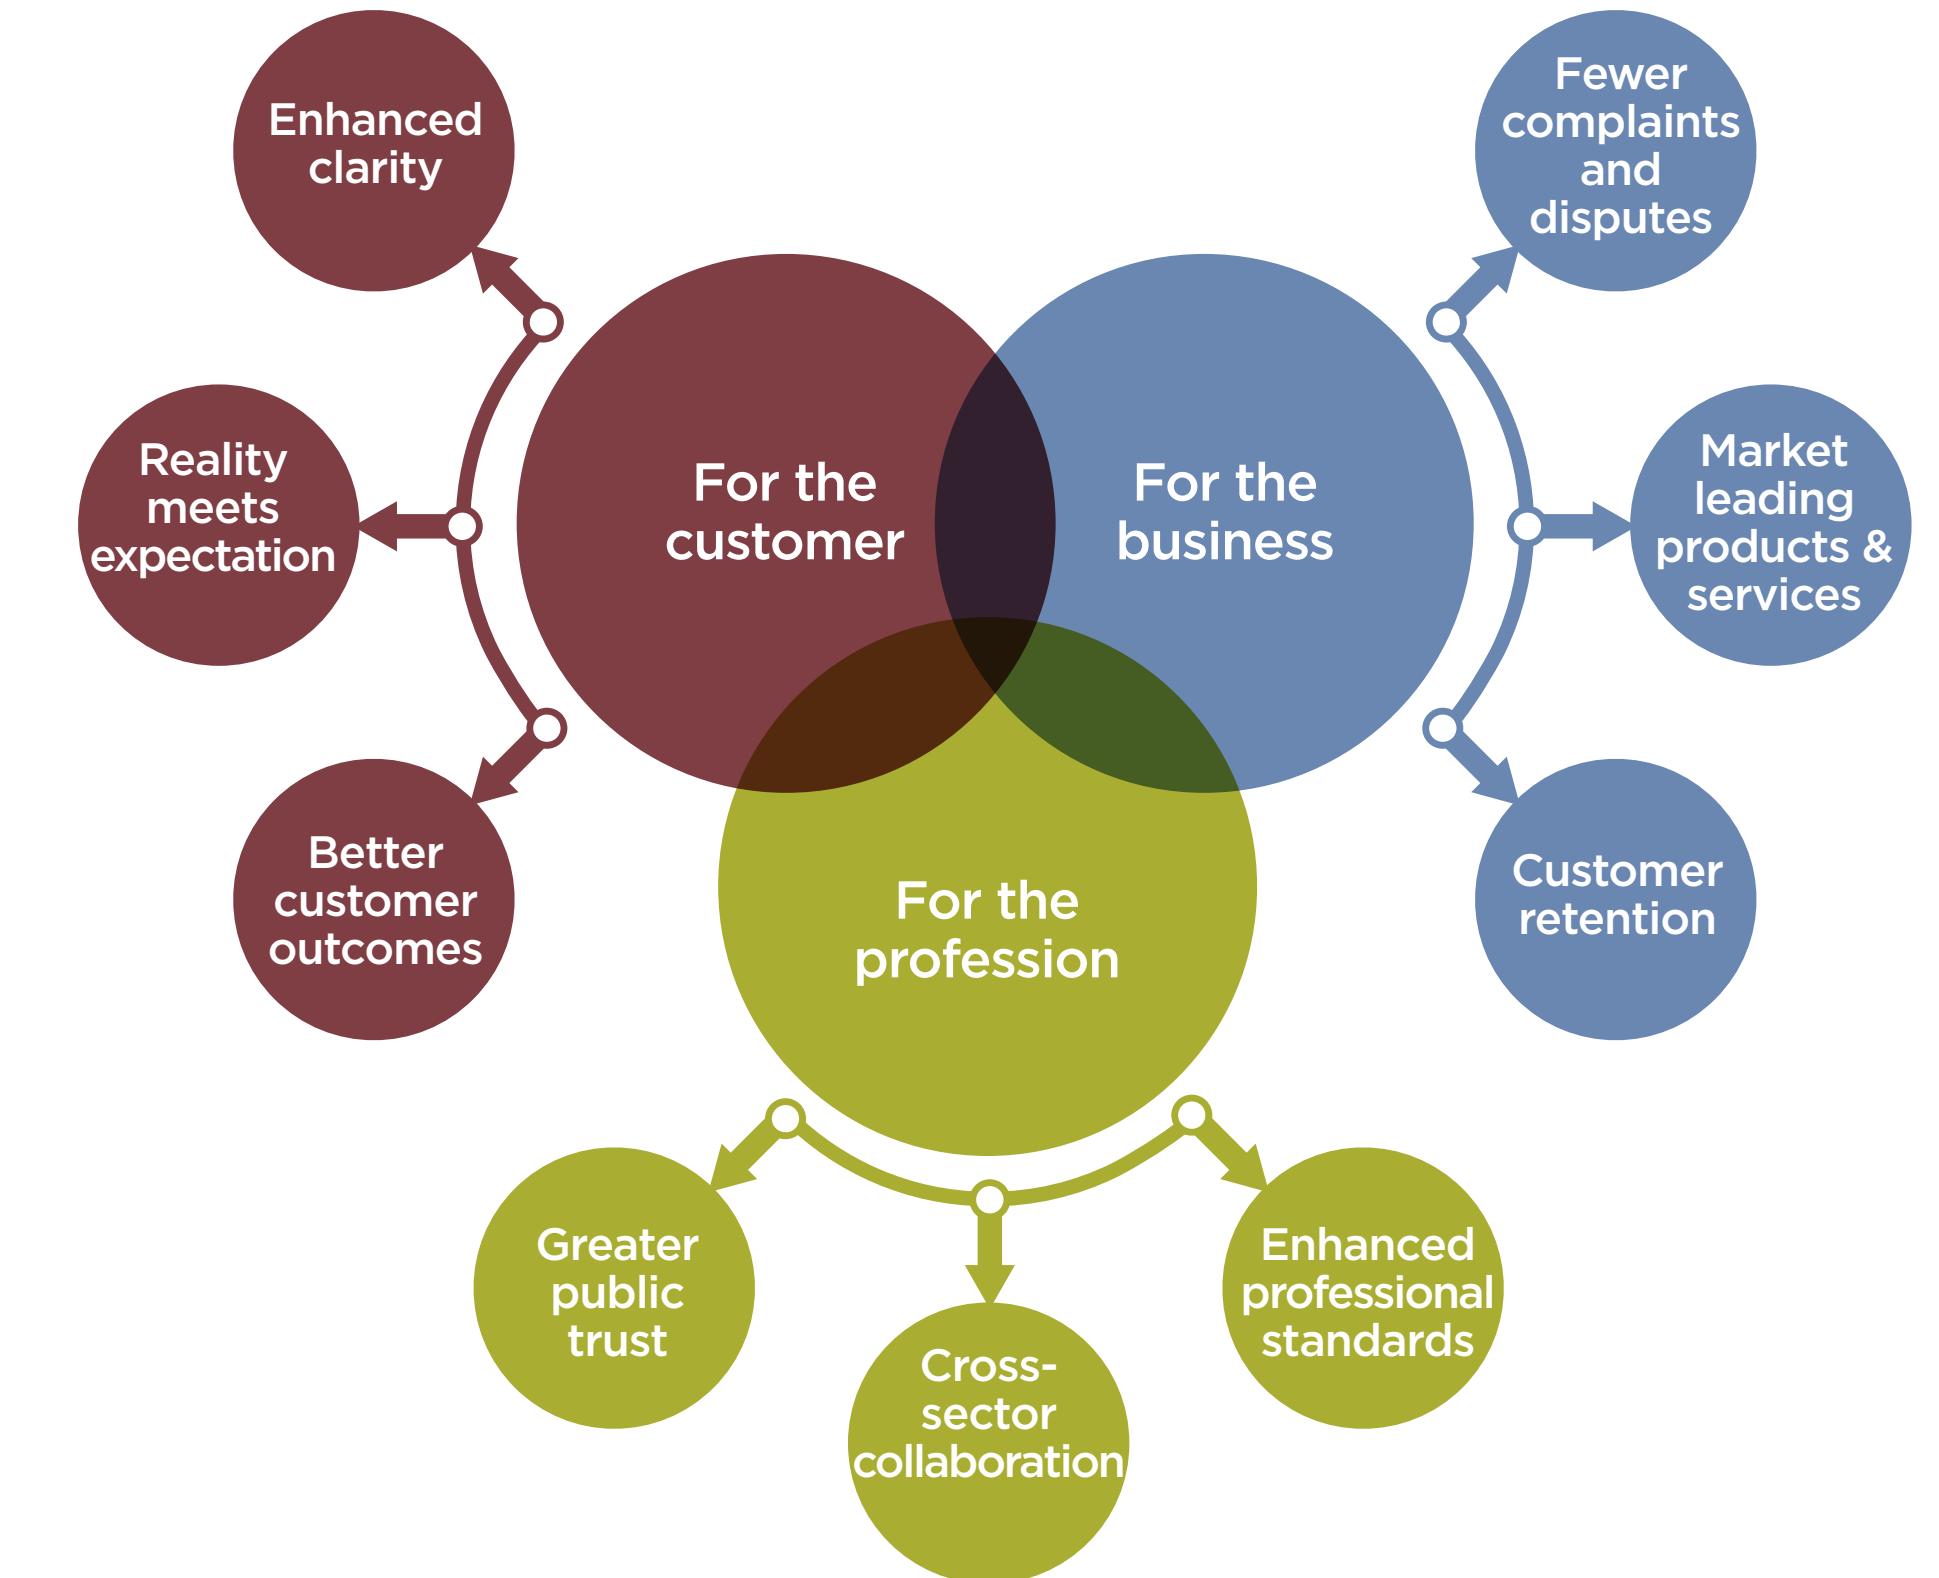 Enhanced
clarity
Reality
meets
expectation
Better
customer
outcomes
For the
customer
For the
business
For the
profession
Fewer
complaints
and
disputes
Market
leading
products &
services
Customer
retention
Greater
public
trust
Cross-
sector
collaboration
Enhanced
professional
standards